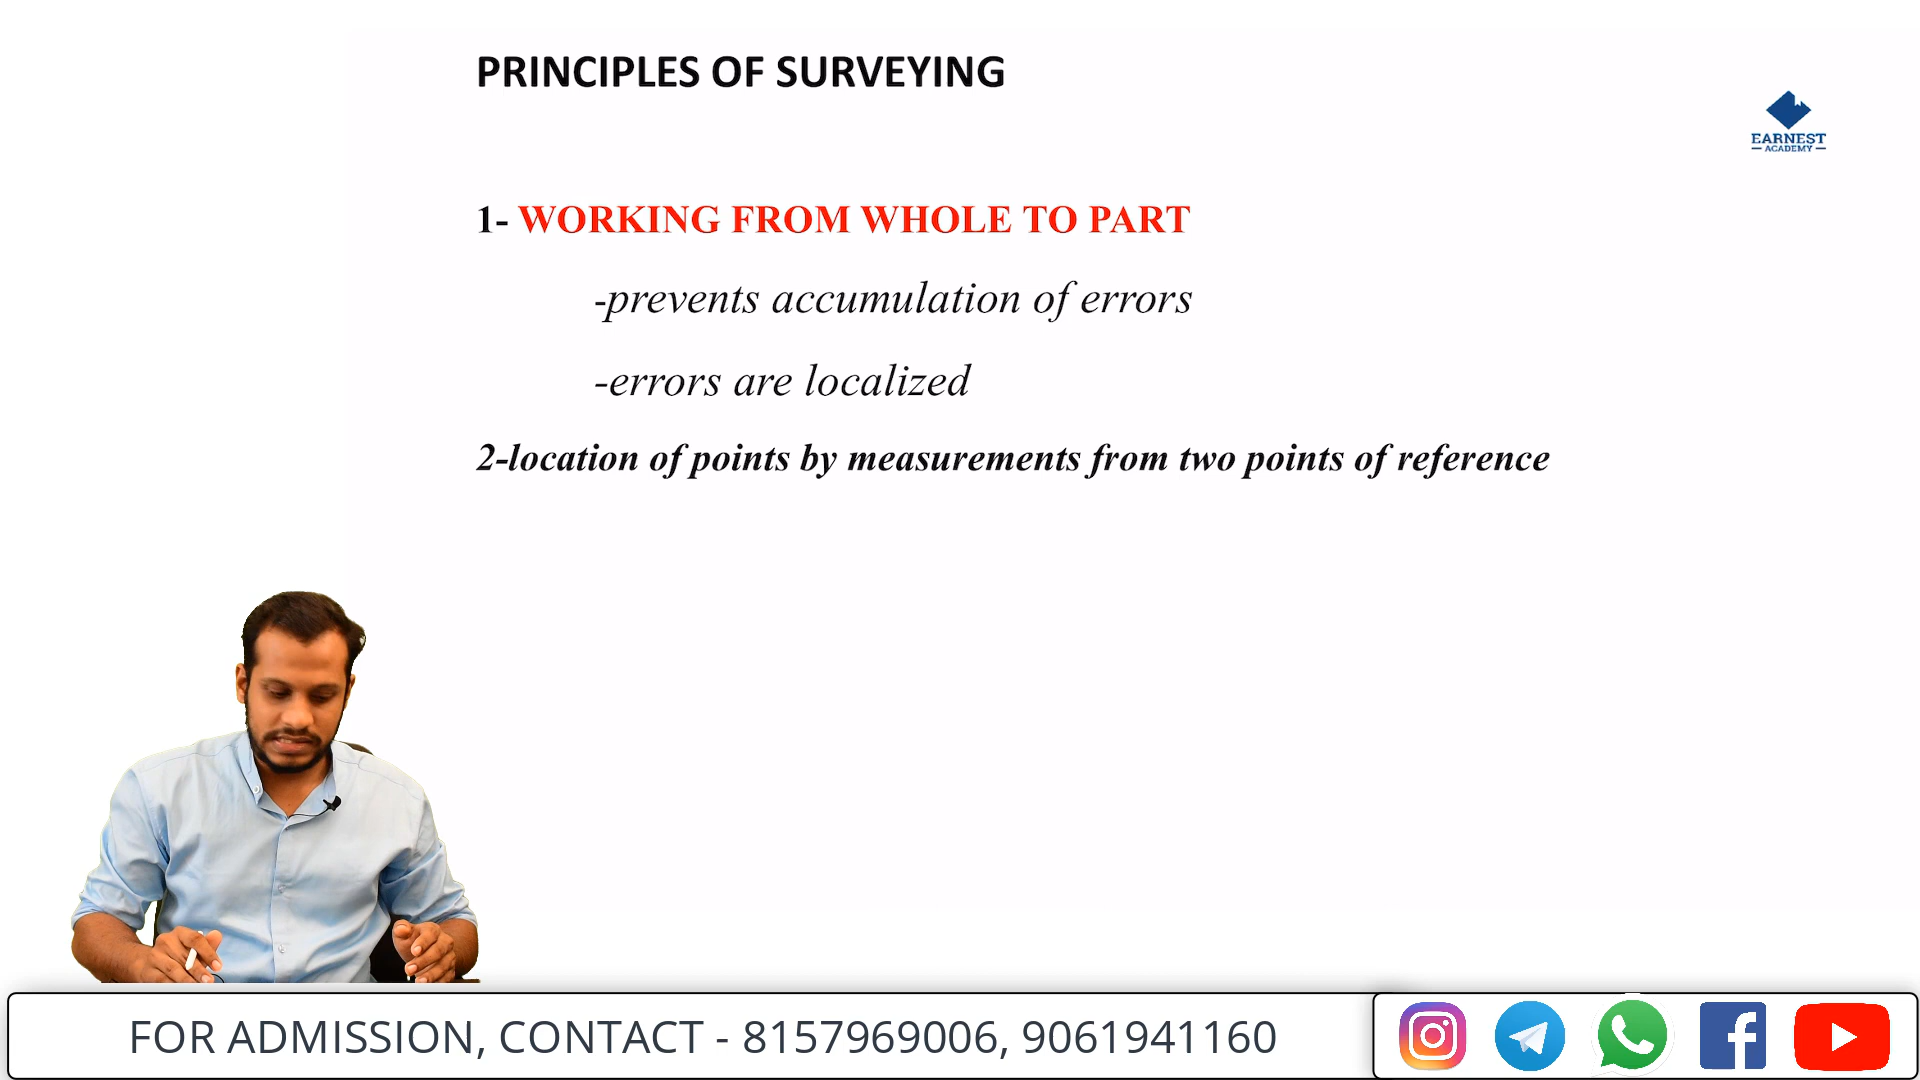 PRINCIPLES OF SURVEYING
EARNEST
ACADEMY
1- WORKING FROM WHOLE TO PART
-prevents accumulation of errors
-errors are localized
2-location of points by measurements from two points of reference
FOR ADMISSION, CONTACT - 8157969006, 9061941160